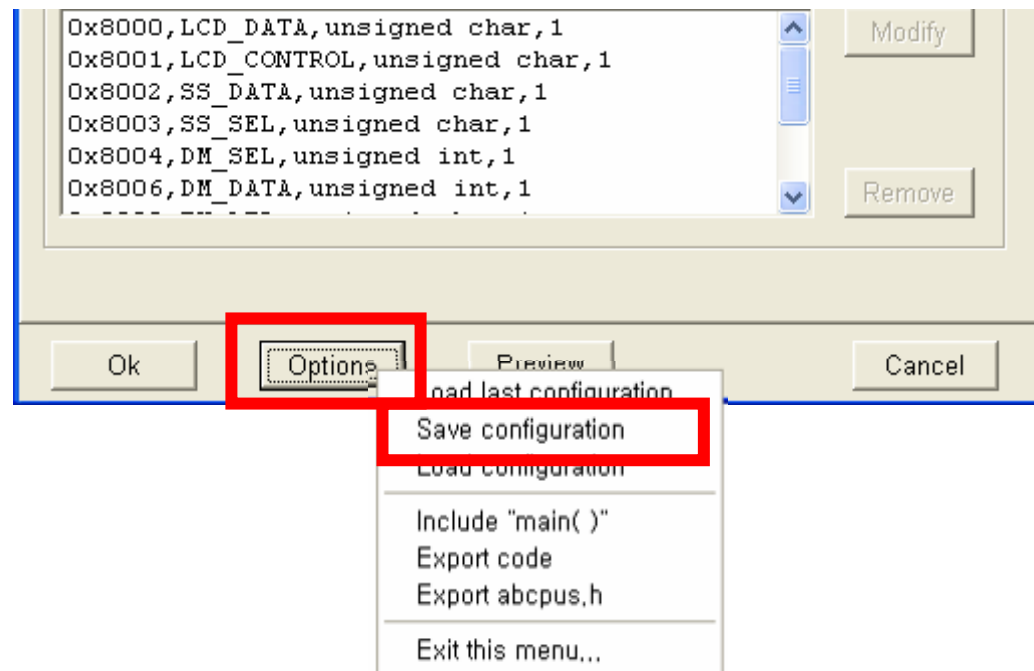 0x8000,LCD_DATA,unsigned char,1
Modify
0x8001,LCD_CONTROL,unsigned char,1
0x8002,SS_DATA,unsigned char,1
0x8003,SS_SEL,unsigned char,1
0x8004,DM_SEL,unsigned int,1
0x8006,DM_DATA,unsigned int,1
Remove
Ok
Options
Preview
Cancel
Load last configuration
Save configuration
Load configuration
Include "main( )"
Export code
Export abcpus,h
Exit this menu,,,